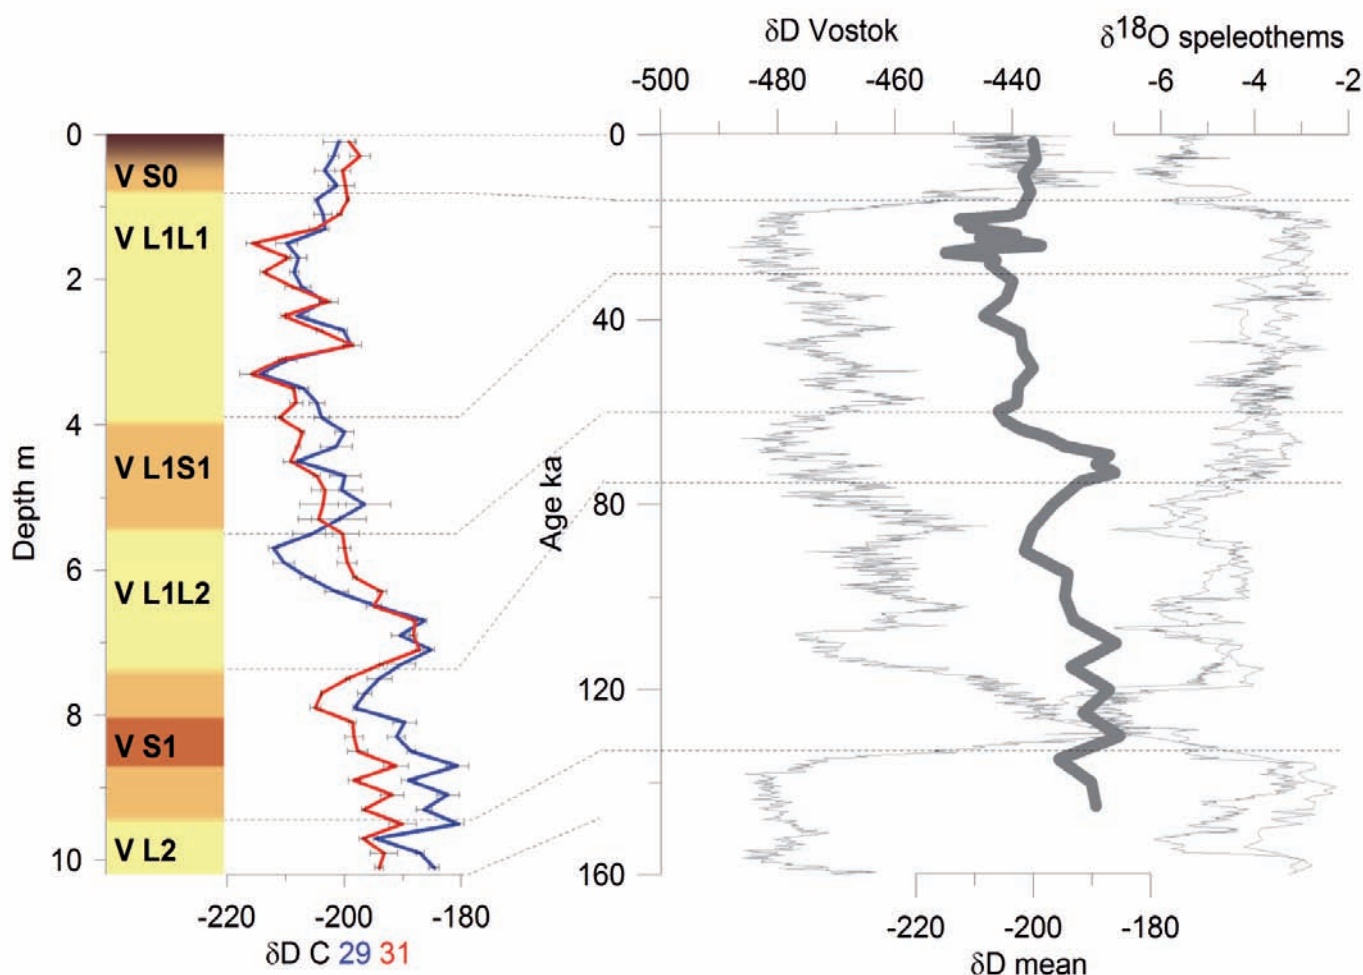 δD Vostok
δ18O speleothems
-500 -480 -460 -440 -6 -4 -2
0
V S0
V L1L1
2
4
V L1S1
V L1L2
6
8
V S1
V L2
10
Depth m
-220 -200 -180
δD C 29 31
0
40
80
120
160
Age ka
-220 -200 -180
δD mean